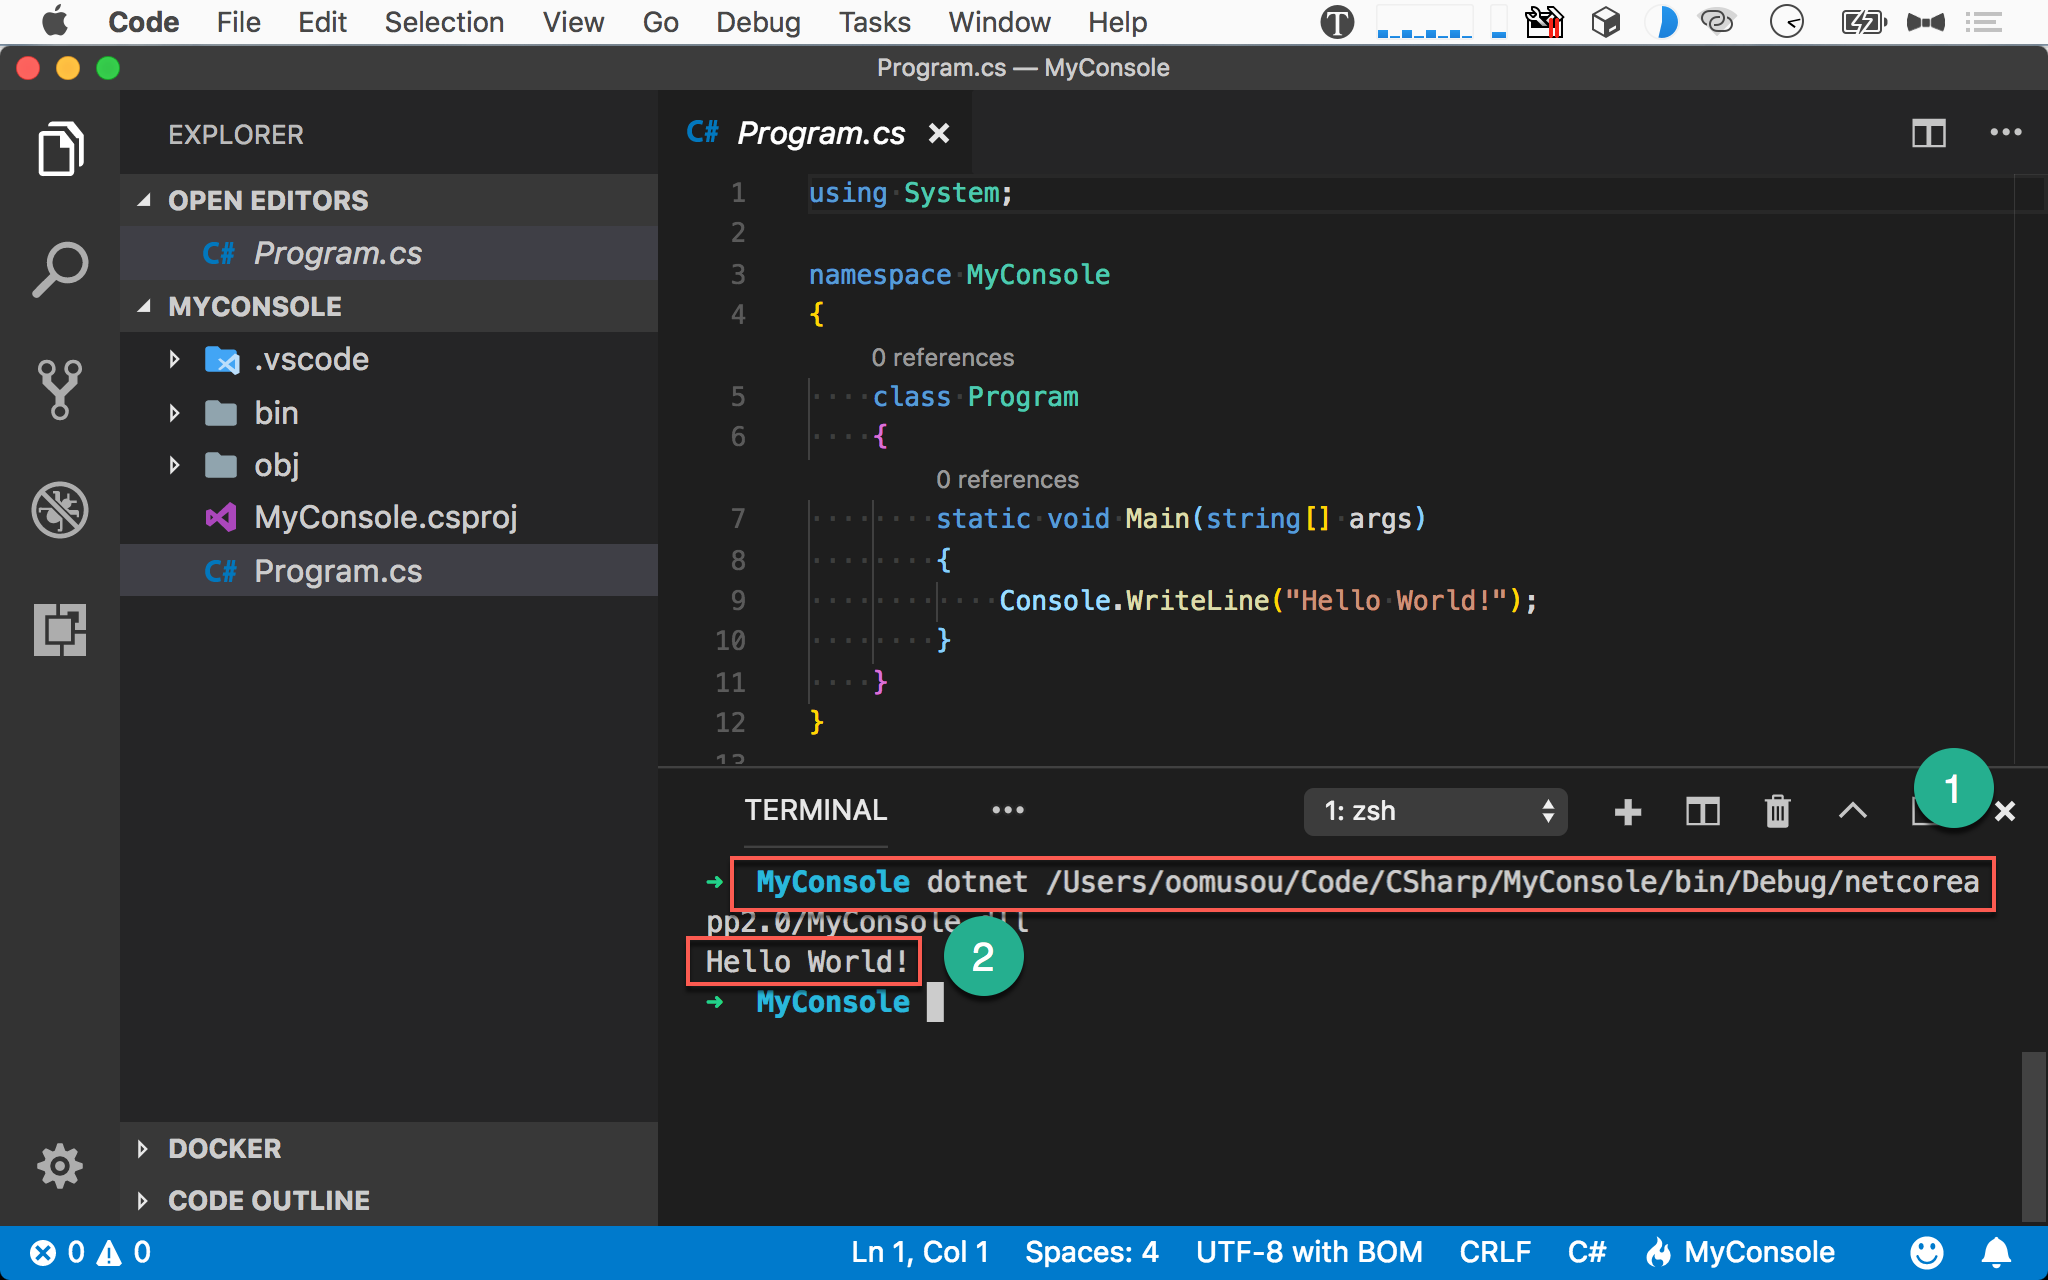 Code File Edit Selection View Go Debug Tasks Window Help
Program.cs — MyConsole
EXPLORER
OPEN EDITORS
C# Program.cs
MYCONSOLE
.vscode
bin
obj
MyConsole.csproj
C# Program.cs
DOCKER
CODE OUTLINE
C# Program.cs
1 using System;
2
3 namespace MyConsole
4 {
0 references
5 class Program
6 {
0 references
7 static void Main(string[] args)
8 {
9 Console.WriteLine("Hello World!");
10 }
11 }
12 }
13
TERMINAL
1: zsh
1
→ MyConsole dotnet /Users/oomusou/Code/CSharp/MyConsole/bin/Debug/netcorea
pp2.0/MyConsole
Hello World!
2
→ MyConsole
0 0 Ln 1, Col 1 Spaces: 4 UTF-8 with BOM CRLF C# MyConsole